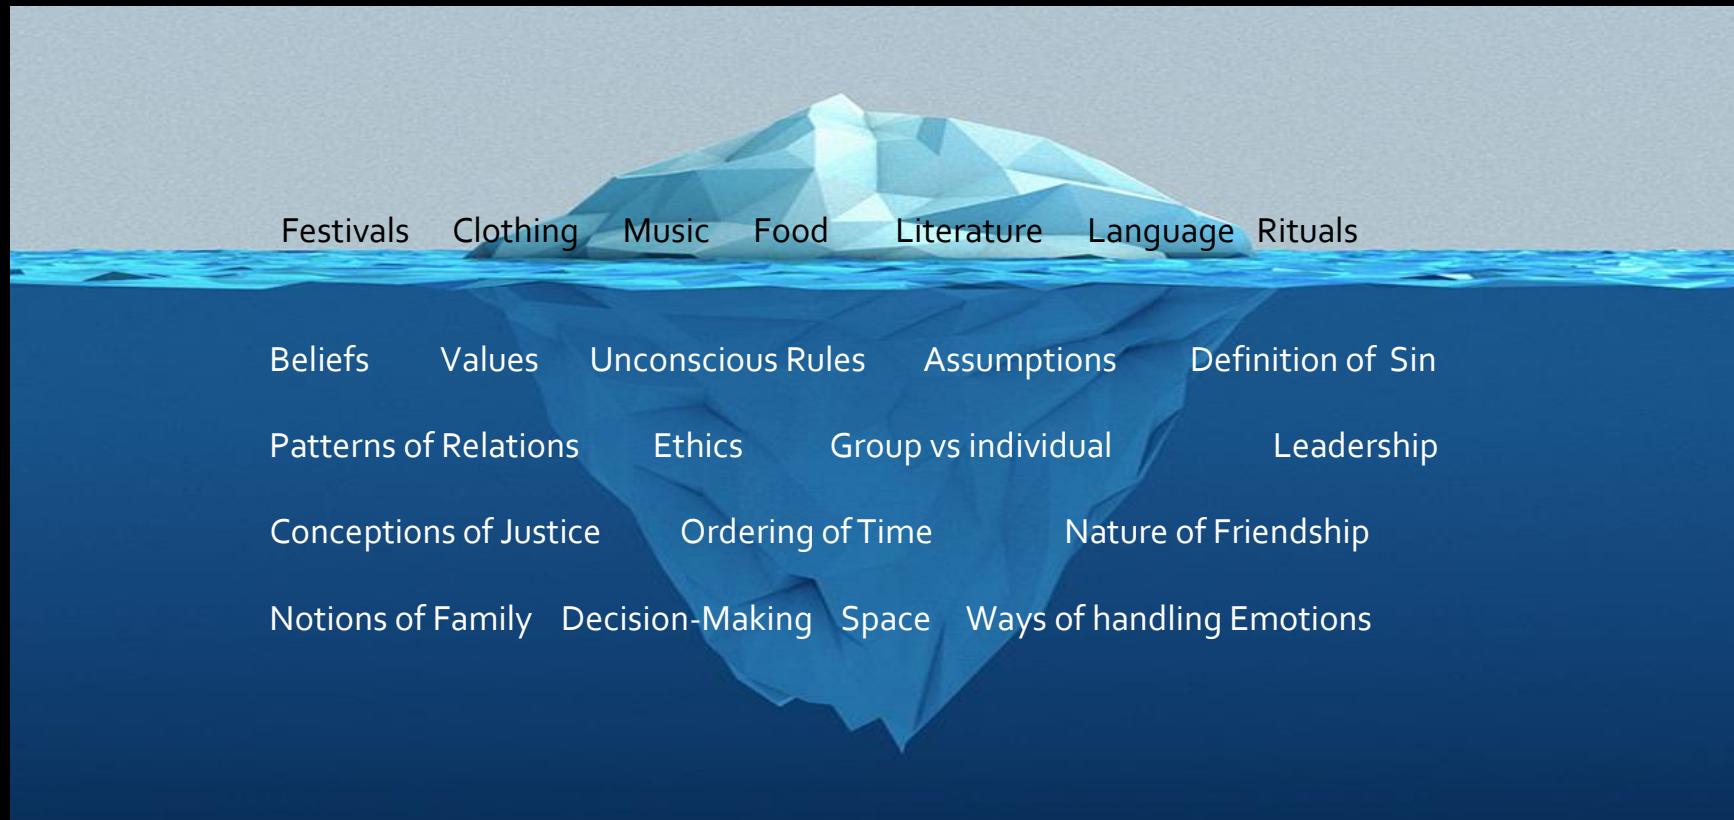 Festivals Clothing Music Food Literature Language Rituals
Beliefs Values Unconscious Rules Assumptions Definition of Sin
Patterns of Relations Ethics Group vs individual Leadership
Conceptions of Justice Ordering of Time Nature of Friendship
Notions of Family Decision-Making Space Ways of handling Emotions